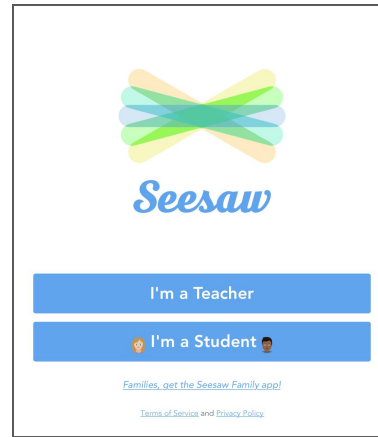 Seesaw
I'm a Teacher
I'm a Student
Families, get the Seesaw Family app!
Terms of Service and Privacy Policy